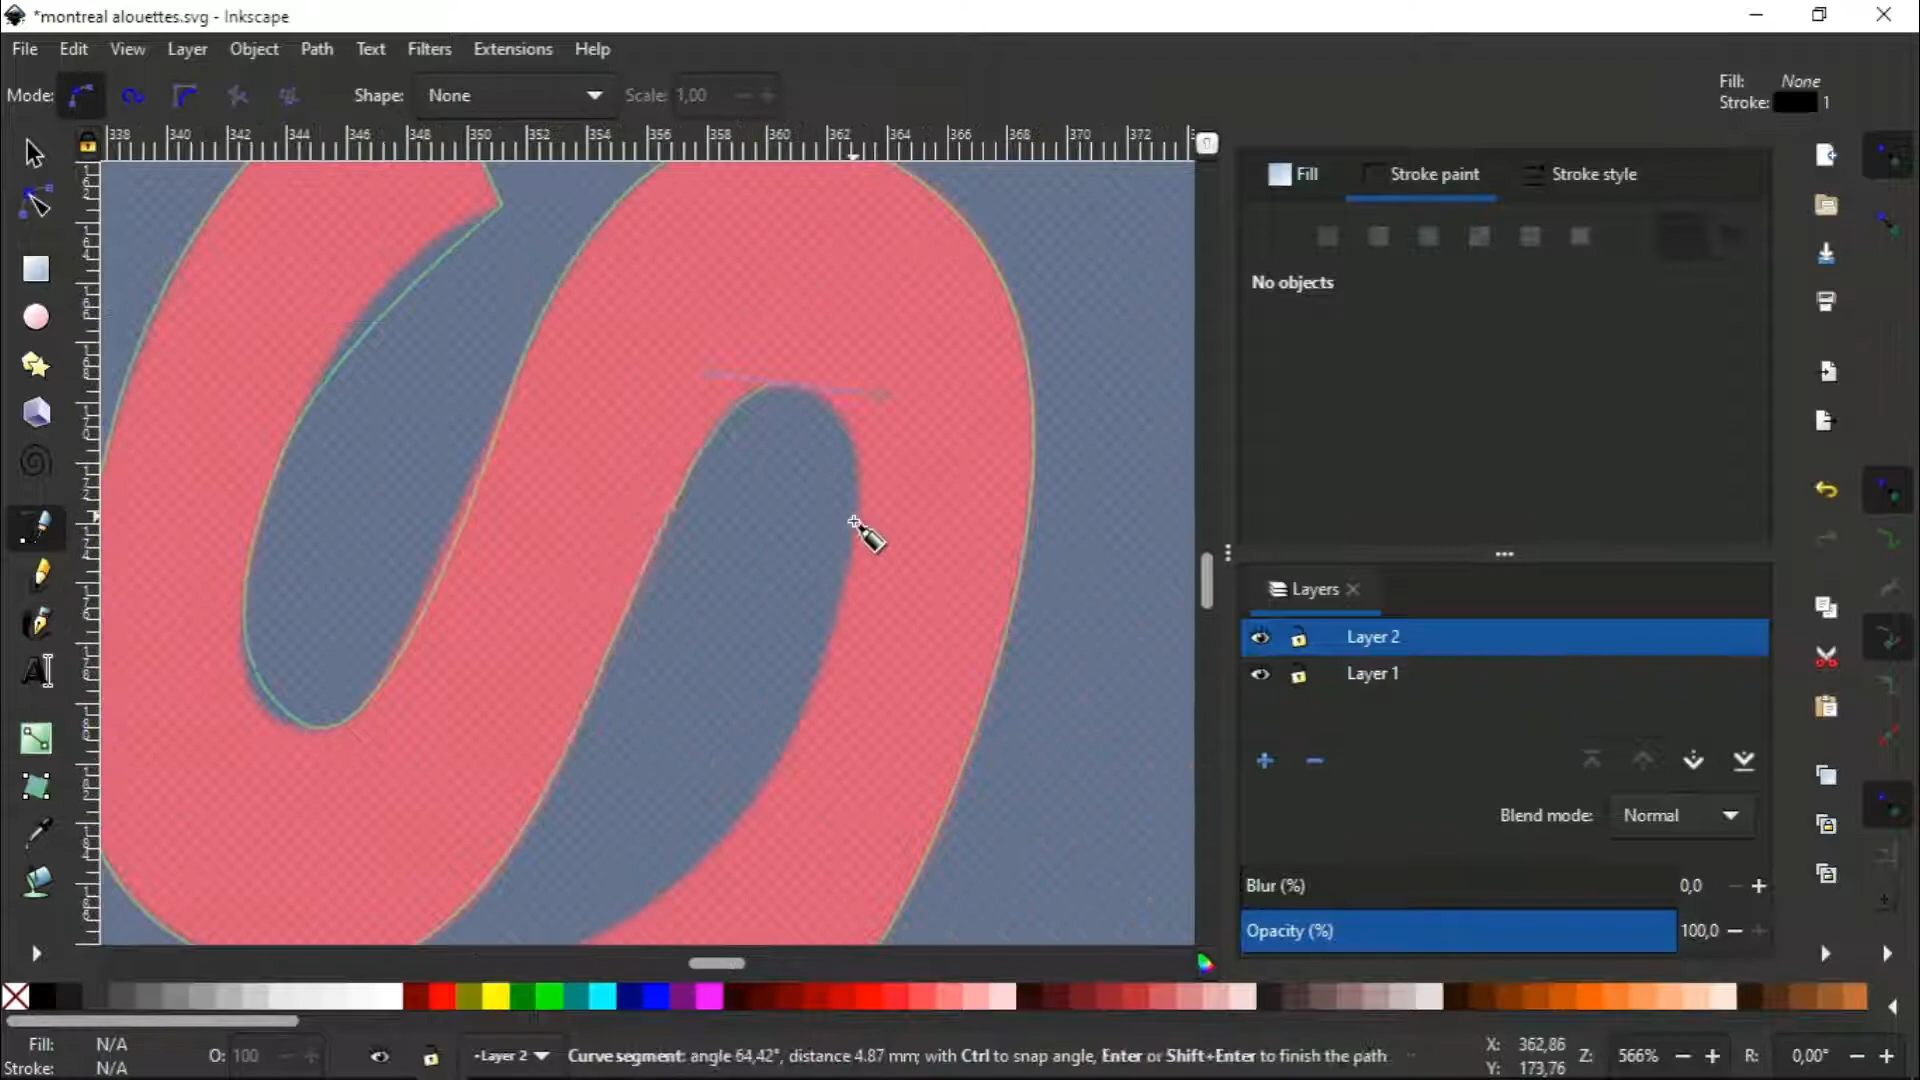 *montreal alouettes.svg - Inkscape
File Edit View Layer Object Path Text Filters Extensions Help
Mode: Shape: None Scale: 1,00
Fill: None
Stroke: 1
338 340 342 344 346 348 350 352 354 356 358 360 362 364 366 368 370 372
Fill Stroke paint Stroke style
No objects
Layers
Layer 2
Layer 1
Blend mode: Normal
Blur (%) 0,0
Opacity (%) 100,0
Fill: N/A
Stroke: N/A
O: 100
Layer 2
Curve segment: angle 64,42°, distance 4.87 mm; with Ctrl to snap angle, Enter or Shift+Enter to finish the path
X: 362,86
Y: 173,76
Z: 566%
R: 0,00°